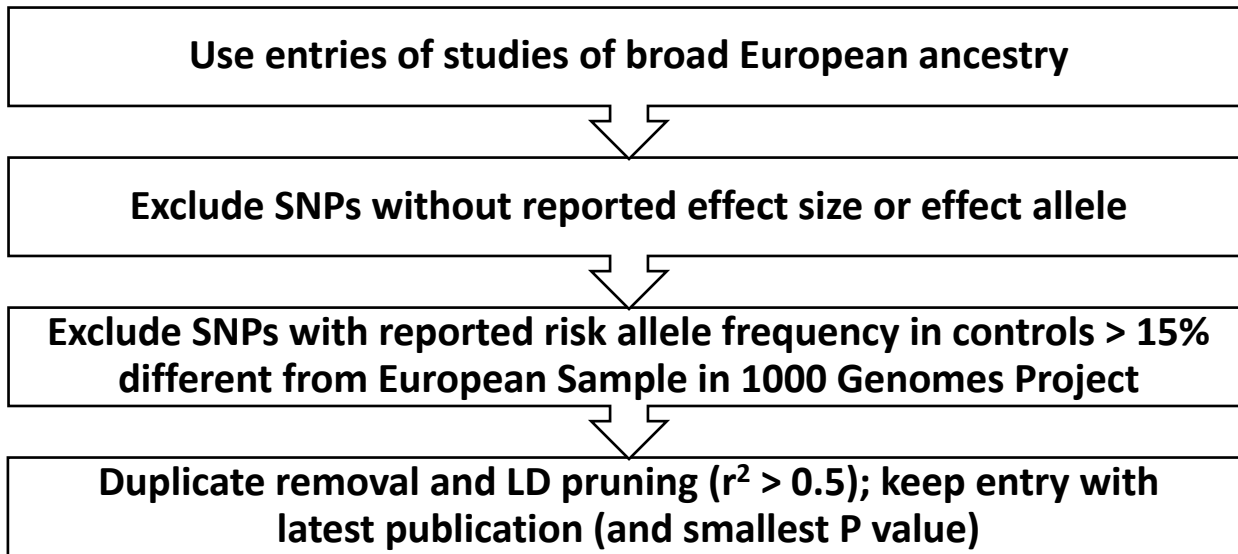 Use entries of studies of broad European ancestry
Exclude SNPs without reported effect size or effect allele
Exclude SNPs with reported risk allele frequency in controls > 15%
different from European Sample in 1000 Genomes Project
Duplicate removal and LD pruning (r² > 0.5); keep entry with
latest publication (and smallest P value)